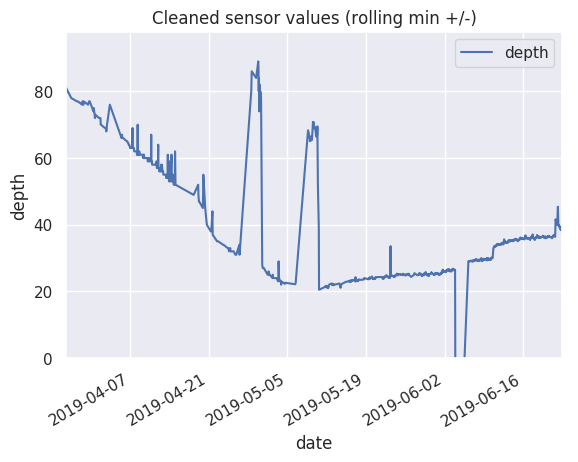 Cleaned sensor values (rolling min +/-)
depth
depth
80
60
40
20
0
2019-04-07
2019-04-21
2019-05-05
2019-05-19
2019-06-02
2019-06-16
date